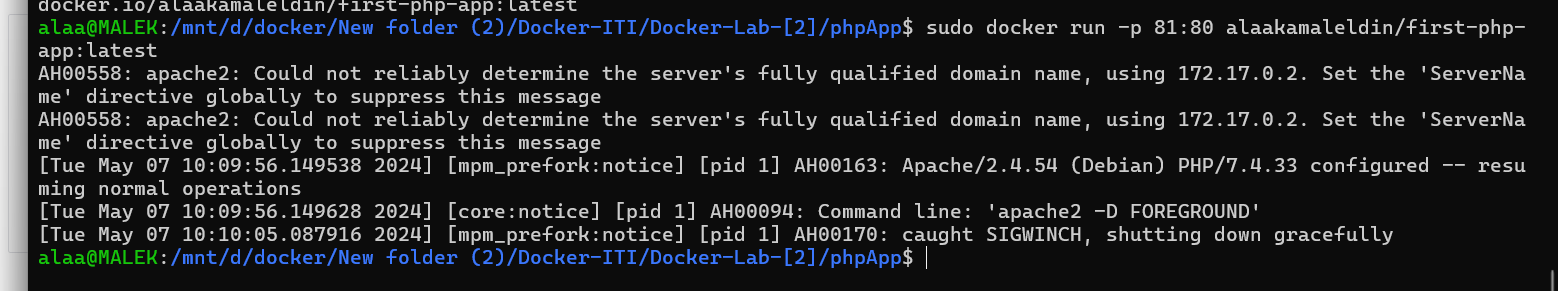 docker.io/alaakamaleldin/first-php-app:latest
alaa@MALEK:/mnt/d/docker/New folder (2)/Docker-ITI/Docker-Lab-[2]/phpApp$ sudo docker run -p 81:80 alaakamaleldin/first-php-
app:latest
AH00558: apache2: Could not reliably determine the server's fully qualified domain name, using 172.17.0.2. Set the 'ServerNa
me' directive globally to suppress this message
AH00558: apache2: Could not reliably determine the server's fully qualified domain name, using 172.17.0.2. Set the 'ServerNa
me' directive globally to suppress this message
[Tue May 07 10:09:56.149538 2024] [mpm_prefork:notice] [pid 1] AH00163: Apache/2.4.54 (Debian) PHP/7.4.33 configured -- resu
ming normal operations
[Tue May 07 10:09:56.149628 2024] [core:notice] [pid 1] AH00094: Command line: 'apache2 -D FOREGROUND'
[Tue May 07 10:10:05.087916 2024] [mpm_prefork:notice] [pid 1] AH00170: caught SIGWINCH, shutting down gracefully
alaa@MALEK:/mnt/d/docker/New folder (2)/Docker-ITI/Docker-Lab-[2]/phpApp$